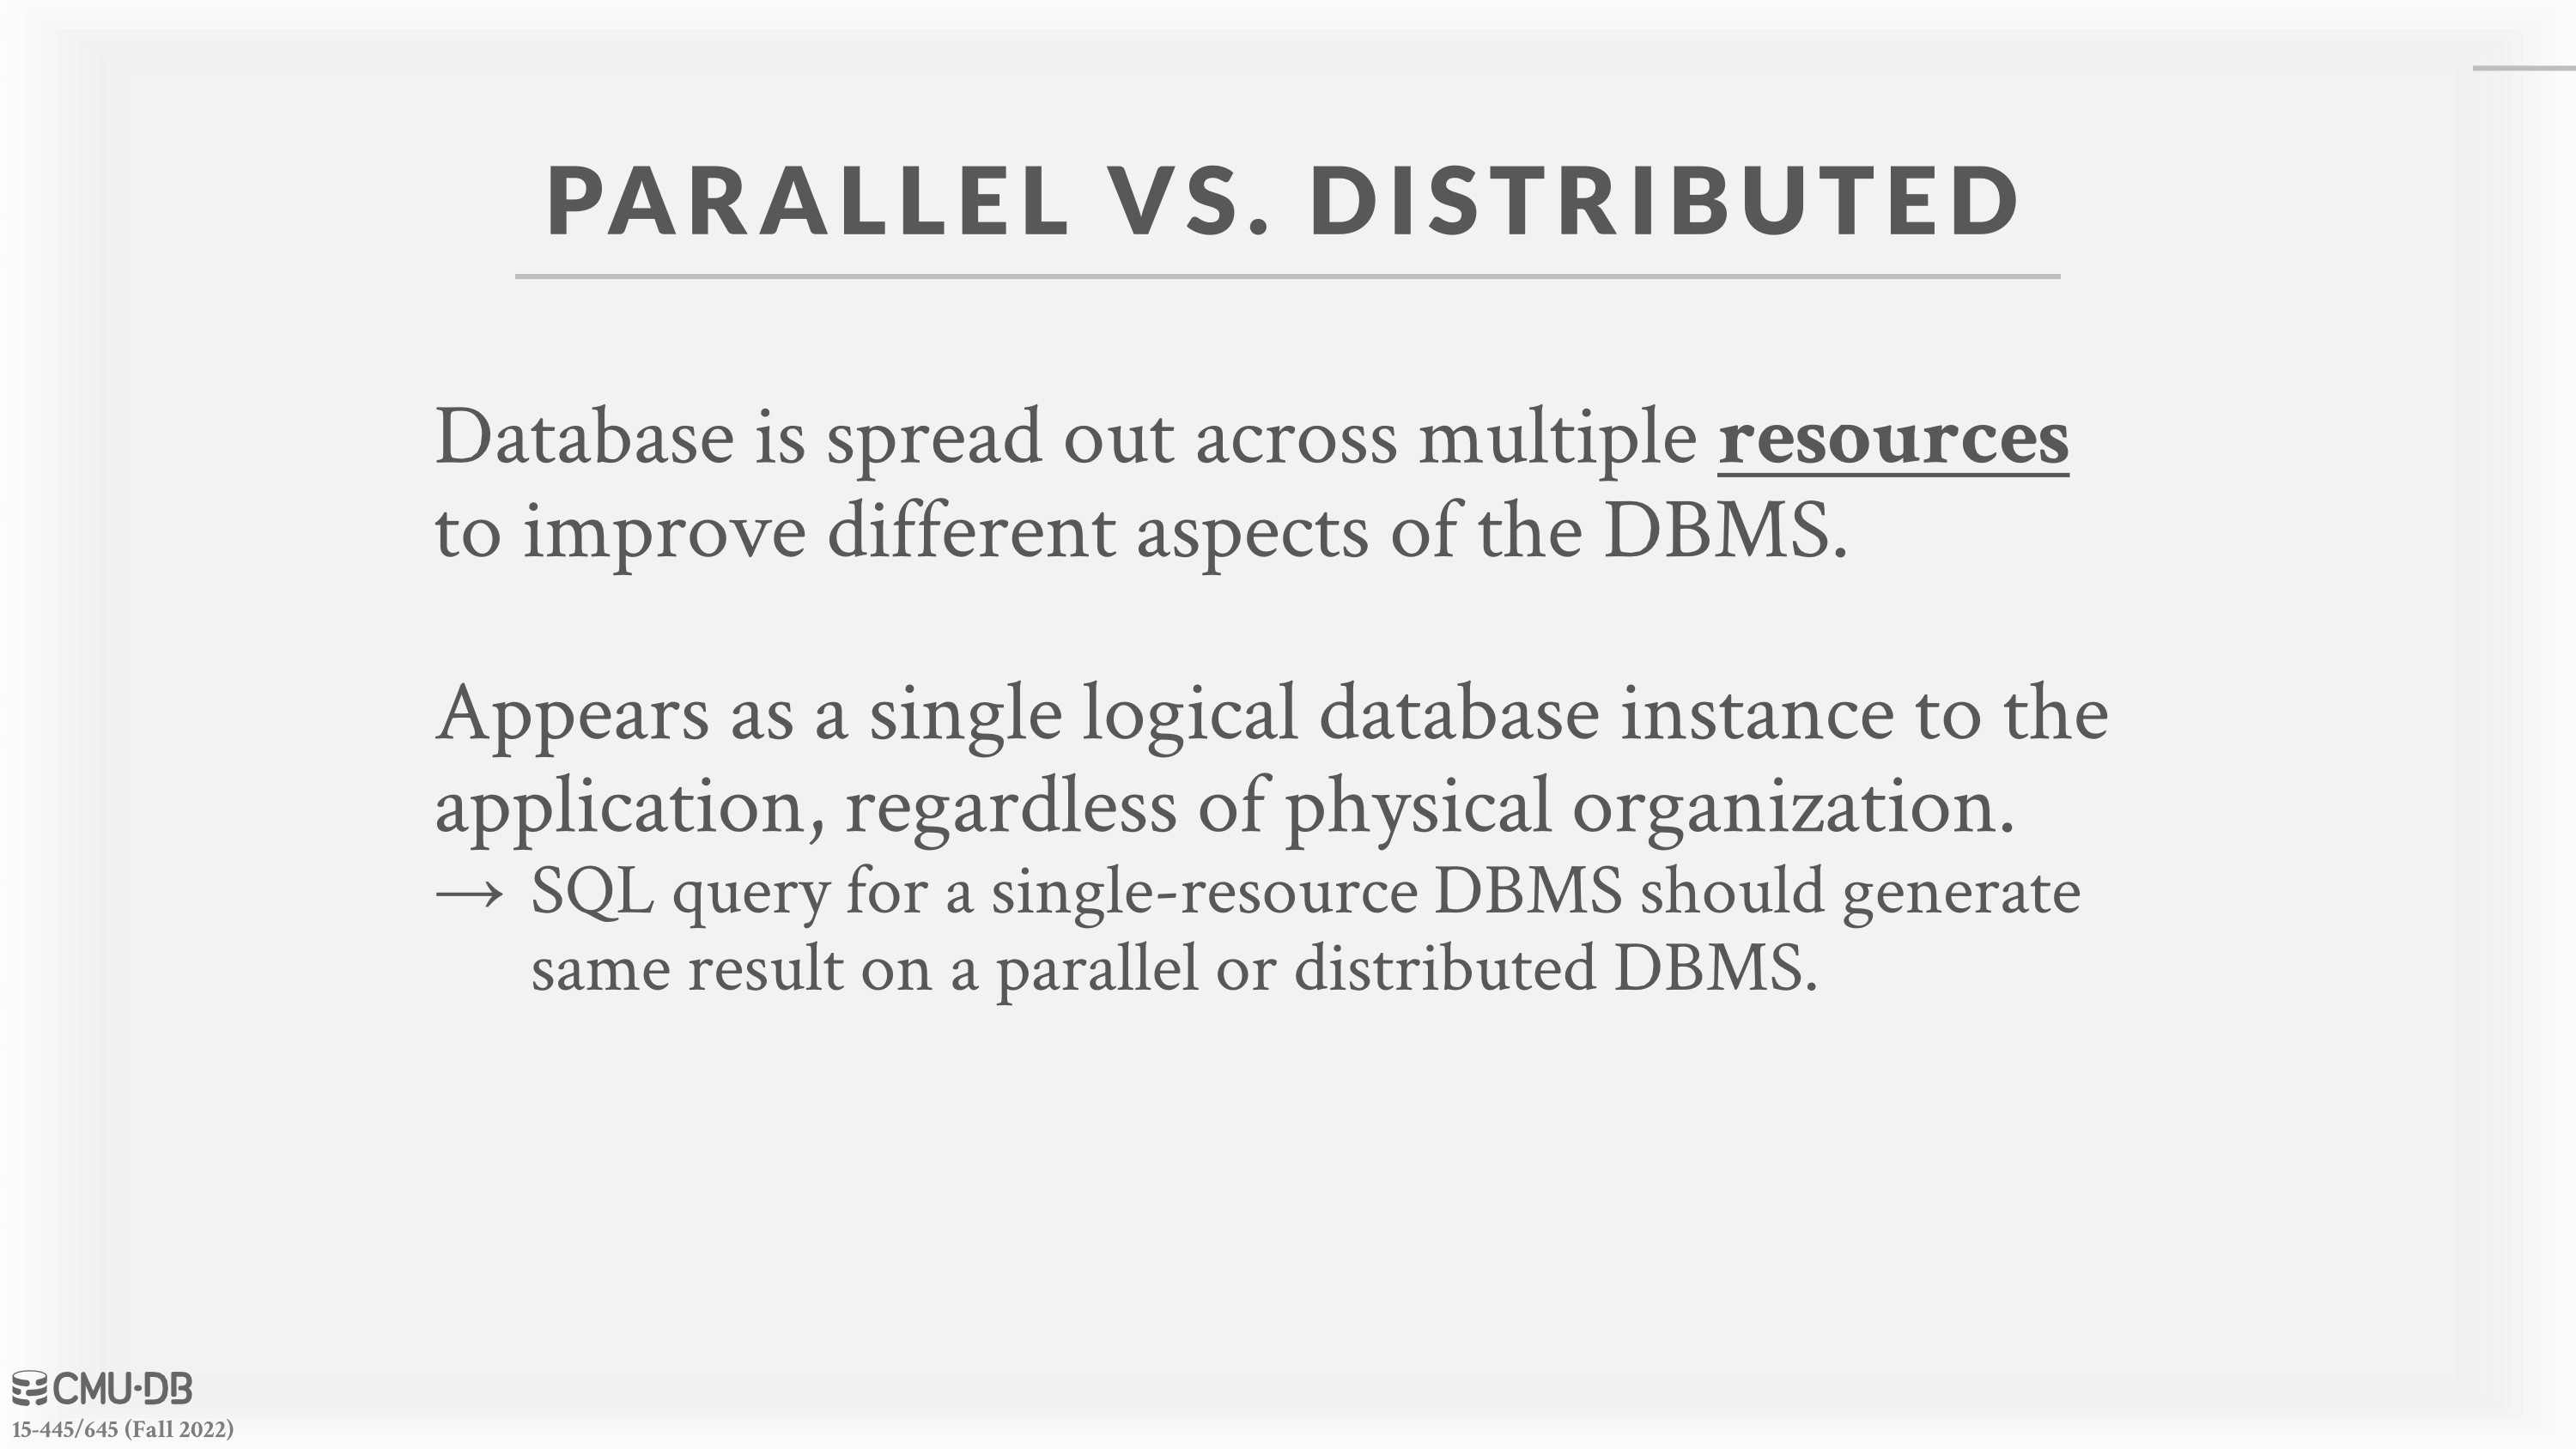 PARALLEL VS. DISTRIBUTED
Database is spread out across multiple resources
to improve different aspects of the DBMS.
Appears as a single logical database instance to the
application, regardless of physical organization.
→ SQL query for a single-resource DBMS should generate
same result on a parallel or distributed DBMS.
CMU·DB
15-445/645 (Fall 2022)